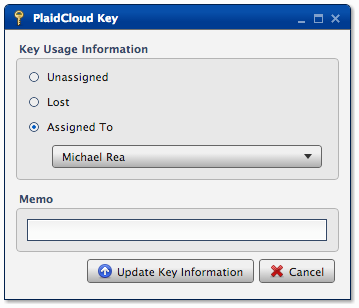 PlaidCloud Key
Key Usage Information
Unassigned
Lost
Assigned To
Michael Rea
Memo
Update Key Information
Cancel